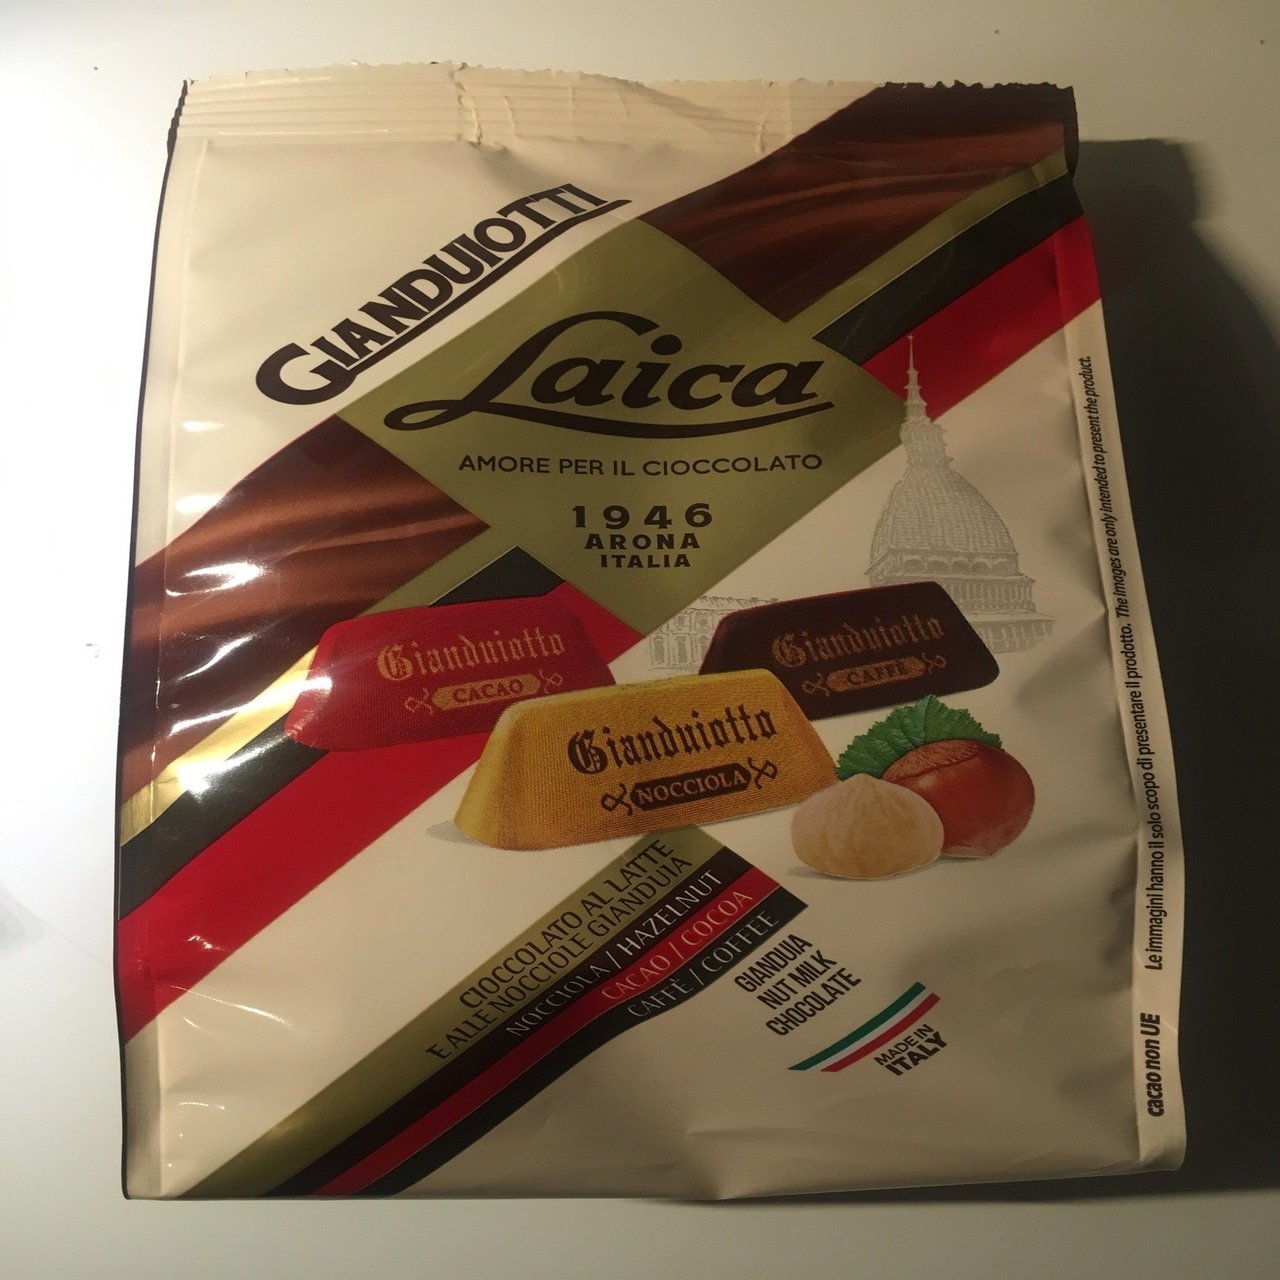 GIANDUIOTTI
Laica
AMORE PER IL CIOCCOLATO
1946
ARONA
ITALIA
Gianduiotto
CACAO
Gianduiotto
CAFFÈ
Gianduiotto
NOCCIOLA
CIOCCOLATO AL LATTE
E ALLE NOCCIOLE GIANDUIA
NOCCIOLA / HAZELNUT
CACAO / COCOA
CAFFÈ / COFFEE
GIANDUIA
NUT MILK
CHOCOLATE
MADE IN
ITALY
Le immagini hanno il solo scopo di presentare il prodotto. The images are only intended to present the product.
cacao non UE